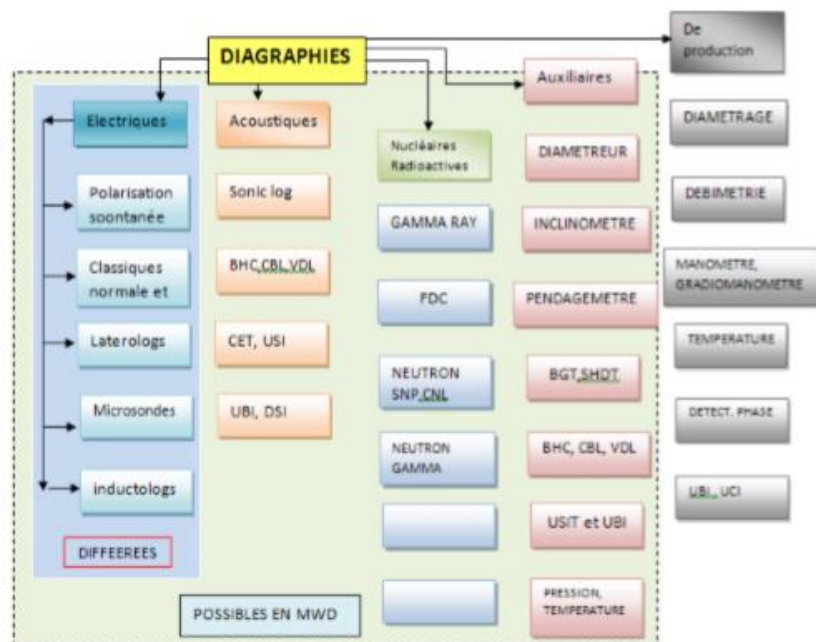 DIAGRAPHIES
De
production
Electriques
Polarisation
soontanée
Classiques
normale et
Laterologs
Microsondes
inductologs
DIFFEEREES
Acoustiques
Sonic log
BHC,CBL,VDL
CET, USI
UBI, DSI
Nucléaires
Radioactives
GAMMA RAY
FDC
NEUTRON
SNP,CNL
NEUTRON
GAMMA
Auxiliaires
DIAMETREUR
INCLINOMETRE
PENDAGEMETRE
BGT,SHDT
BHC, CBL, VDL
USIT et UBI
PRESSION,
TEMPERATURE
DIAMETRAGE
DEBIMETRIE
MANOMETRE,
GRADIOMANOMETRE
TEMPERATURE
DETECT. PHASE
UBI, UCI
POSSIBLES EN MWD